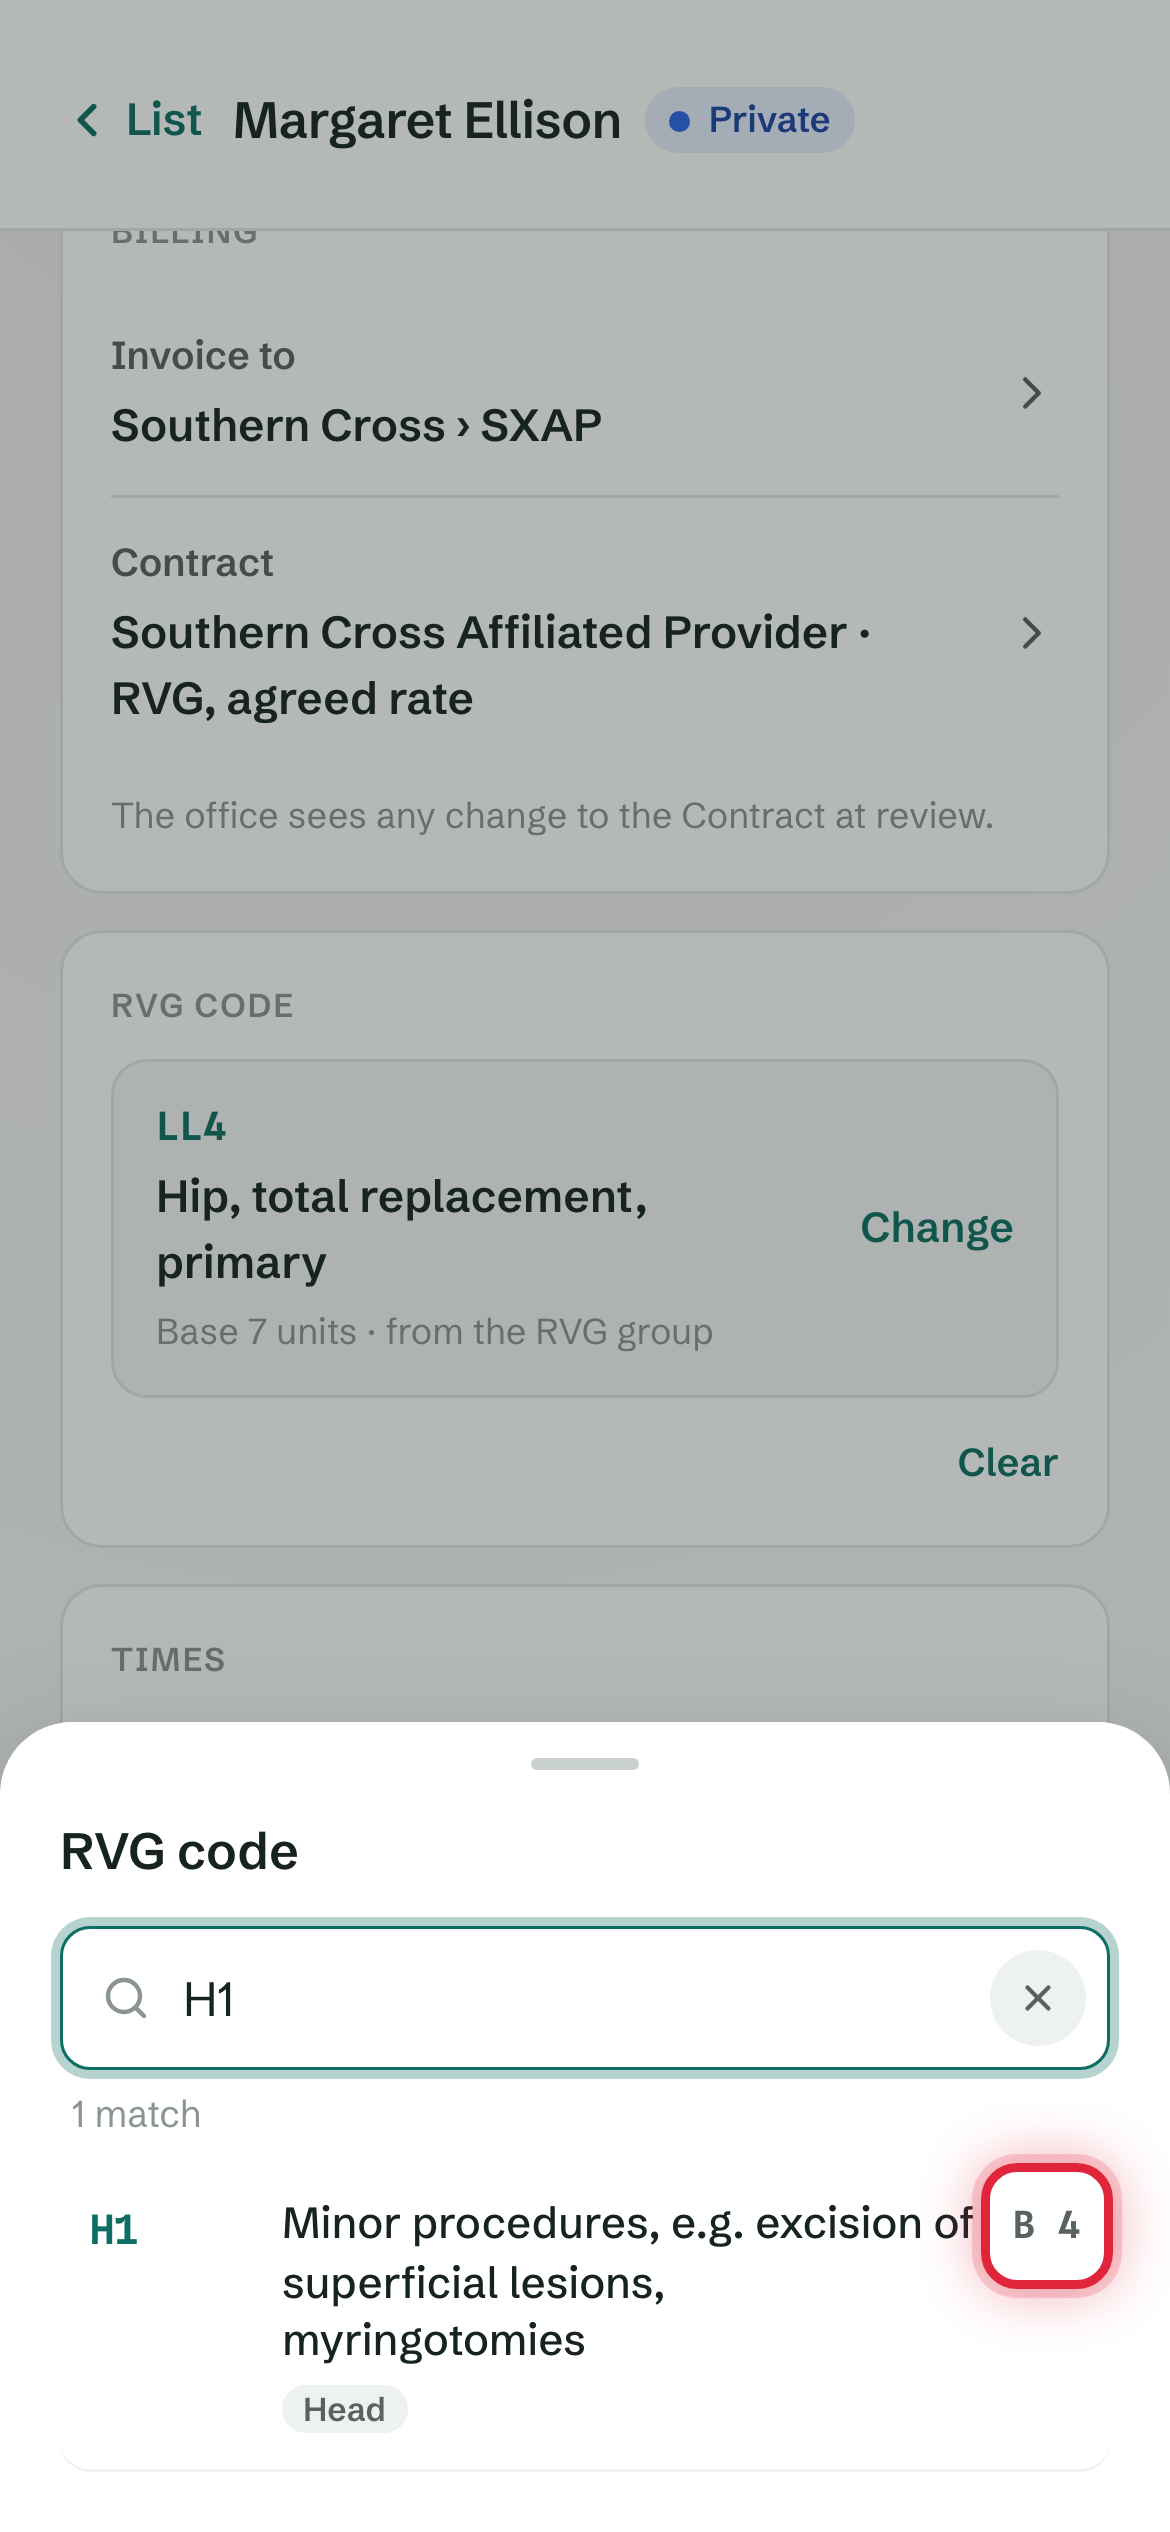 List Margaret Ellison Private
BILLING
Invoice to
Southern Cross › SXAP
Contract
Southern Cross Affiliated Provider ·
RVG, agreed rate
The office sees any change to the Contract at review.
RVG CODE
LL4
Hip, total replacement,
primary
Change
Base 7 units · from the RVG group
Clear
TIMES
RVG code
H1
1 match
H1 Minor procedures, e.g. excision of B 4
superficial lesions,
myringotomies
Head